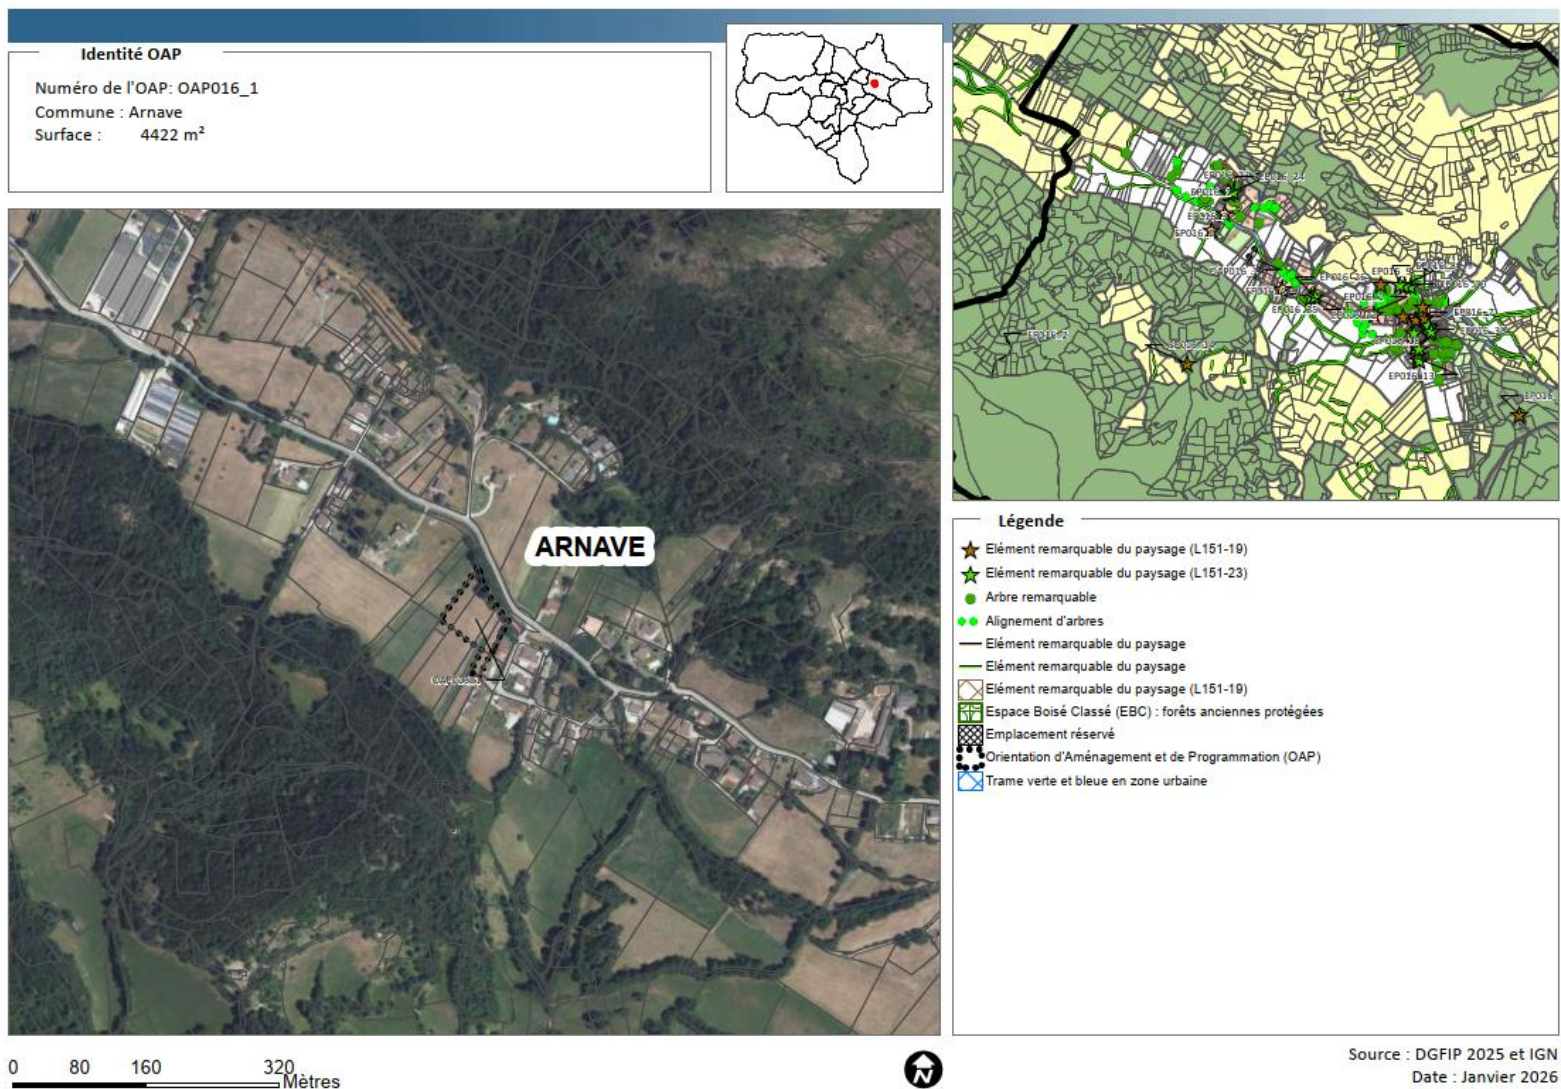 Identité OAP
Numéro de l'OAP: OAP016_1
Commune : Arnave
Surface : 4422 m²
ARNAVE
EP016_2
EP016_9
EP016_13
Légende
Elément remarquable du paysage (L151-19)
Elément remarquable du paysage (L151-23)
Arbre remarquable
Alignement d'arbres
Elément remarquable du paysage
Elément remarquable du paysage
Elément remarquable du paysage (L151-19)
Espace Boisé Classé (EBC) : forêts anciennes protégées
Emplacement réservé
Orientation d'Aménagement et de Programmation (OAP)
Trame verte et bleue en zone urbaine
0 80 160 320
Mètres
N
Source : DGFIP 2025 et IGN
Date : Janvier 2026